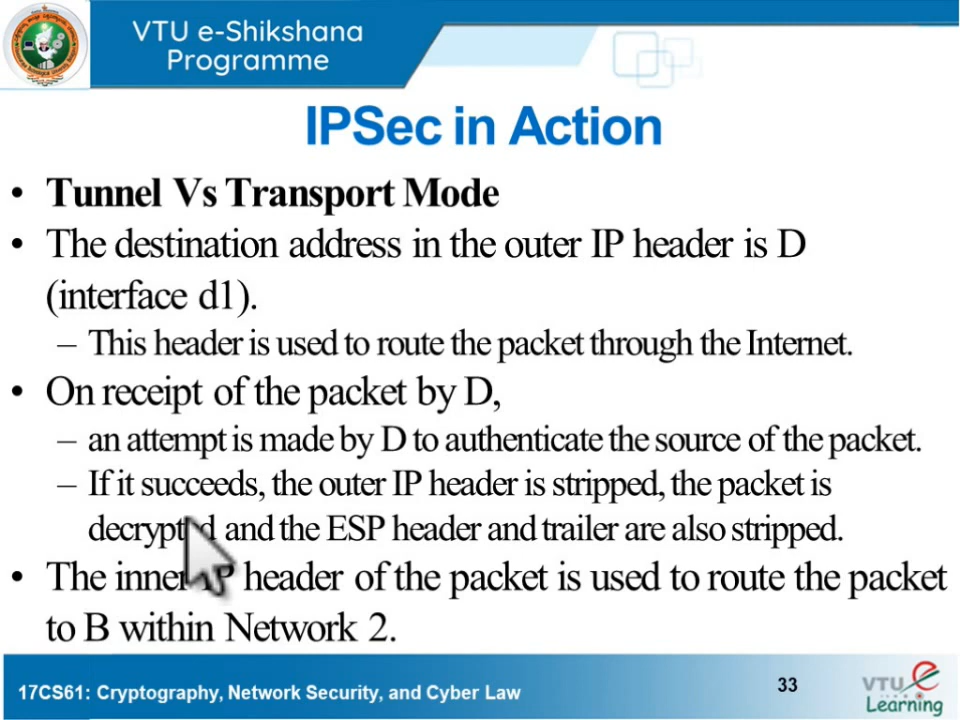 VTU e-Shikshana
Programme
IPSec in Action
• Tunnel Vs Transport Mode
• The destination address in the outer IP header is D
(interface d1).
– This header is used to route the packet through the Internet.
• On receipt of the packet by D,
– an attempt is made by D to authenticate the source of the packet.
– If it succeeds, the outer IP header is stripped, the packet is
decrypted and the ESP header and trailer are also stripped.
• The inner IP header of the packet is used to route the packet
to B within Network 2.
17CS61: Cryptography, Network Security, and Cyber Law
33
VTU e
Learning